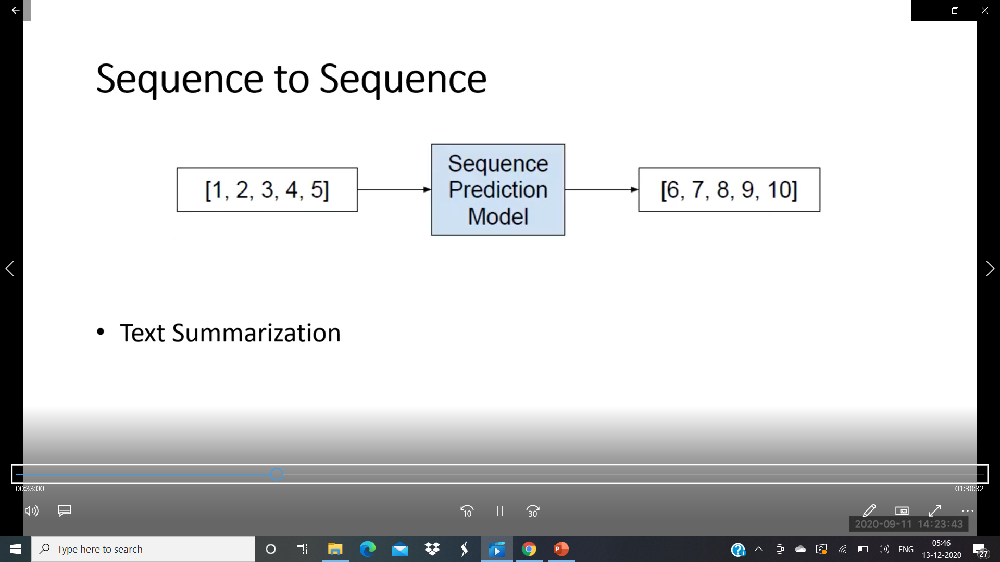 Sequence to Sequence
[1, 2, 3, 4, 5]
Sequence
Prediction
Model
[6, 7, 8, 9, 10]
• Text Summarization
00:33:00
01:30:32
10
30
2020-09-11 14:23:43
Type here to search
ENG
05:46
13-12-2020
27